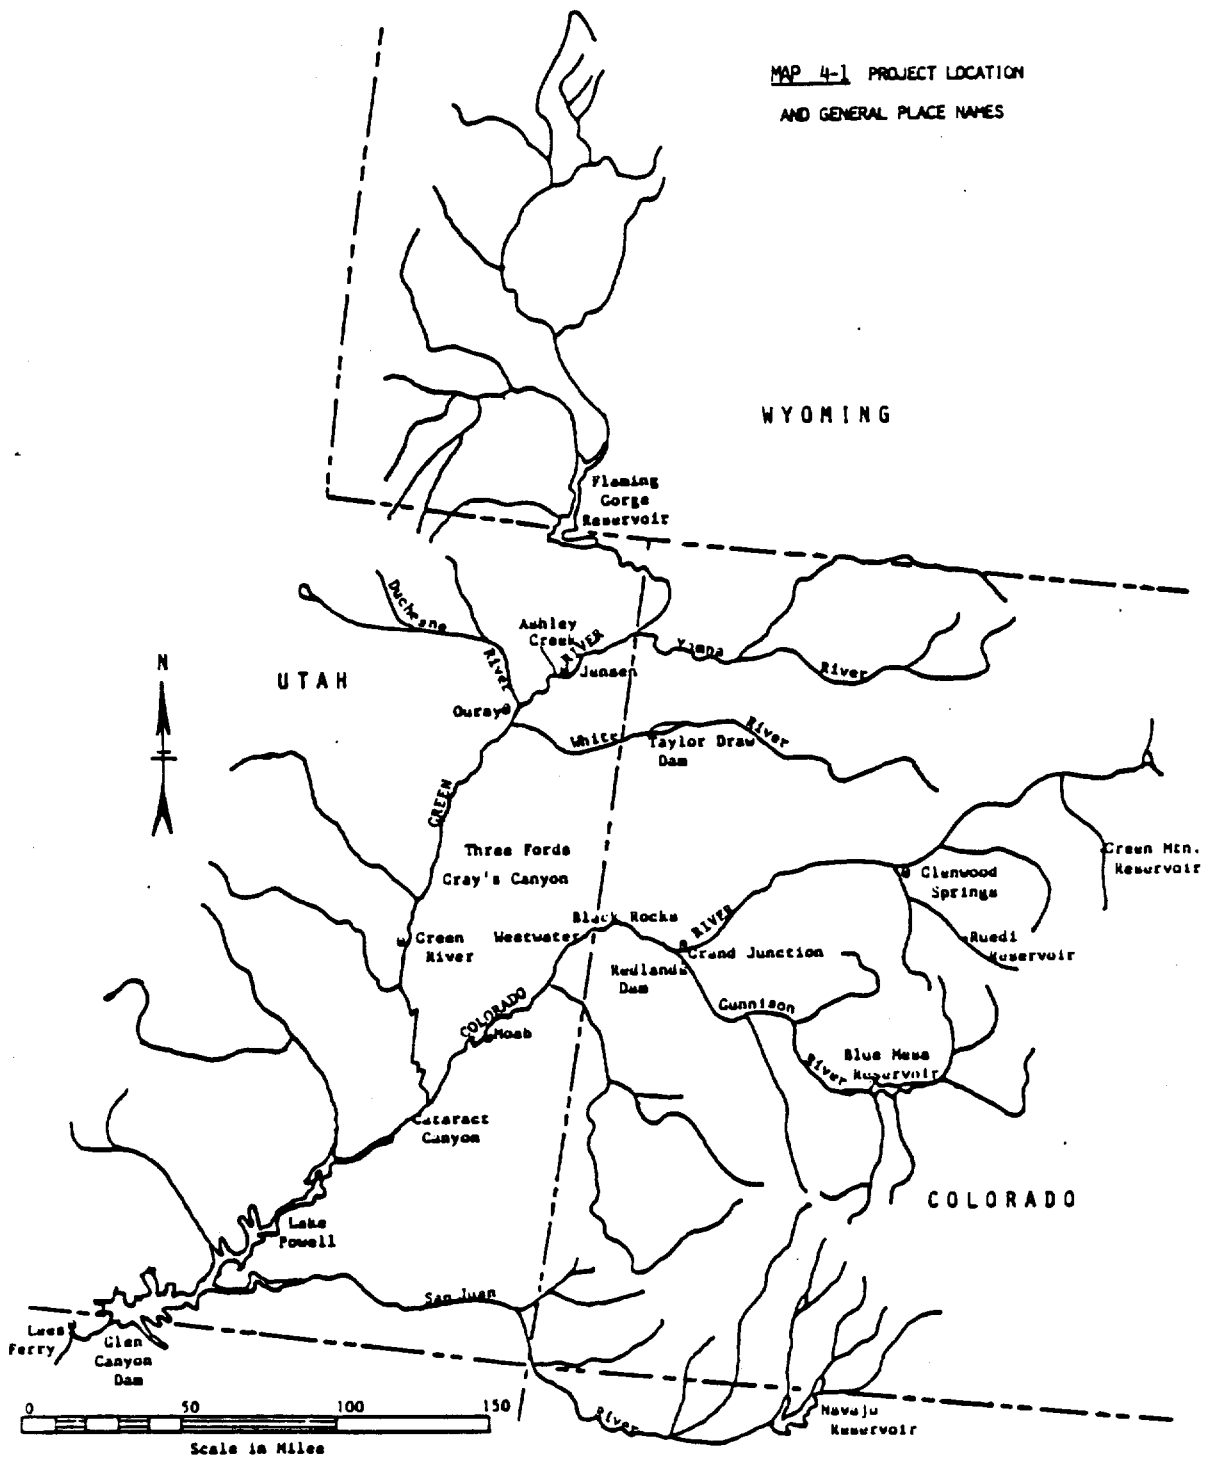 MAP 4-1 PROJECT LOCATION
AND GENERAL PLACE NAMES
WYOMING
Flaming
Gorge
Reservoir
Duchesne
River
Ashley
Creek
RIVER
Jensen
Yampa
River
N
UTAH
Ouray
White
River
Taylor Draw
Dam
GREEN
Three Fords
Gray's Canyon
Green Mtn.
Reservoir
Glenwood
Springs
Black Rocks
RIVER
Green
River
Westwater
Grand Junction
Ruedi
Reservoir
Redlands
Dam
Gunnison
River
COLORADO
Moab
Blue Mesa
Reservoir
Cataract
Canyon
COLORADO
Lake
Powell
San Juan
River
Lees
Ferry
Glen
Canyon
Dam
Navajo
Reservoir
0 50 100 150
Scale in Miles